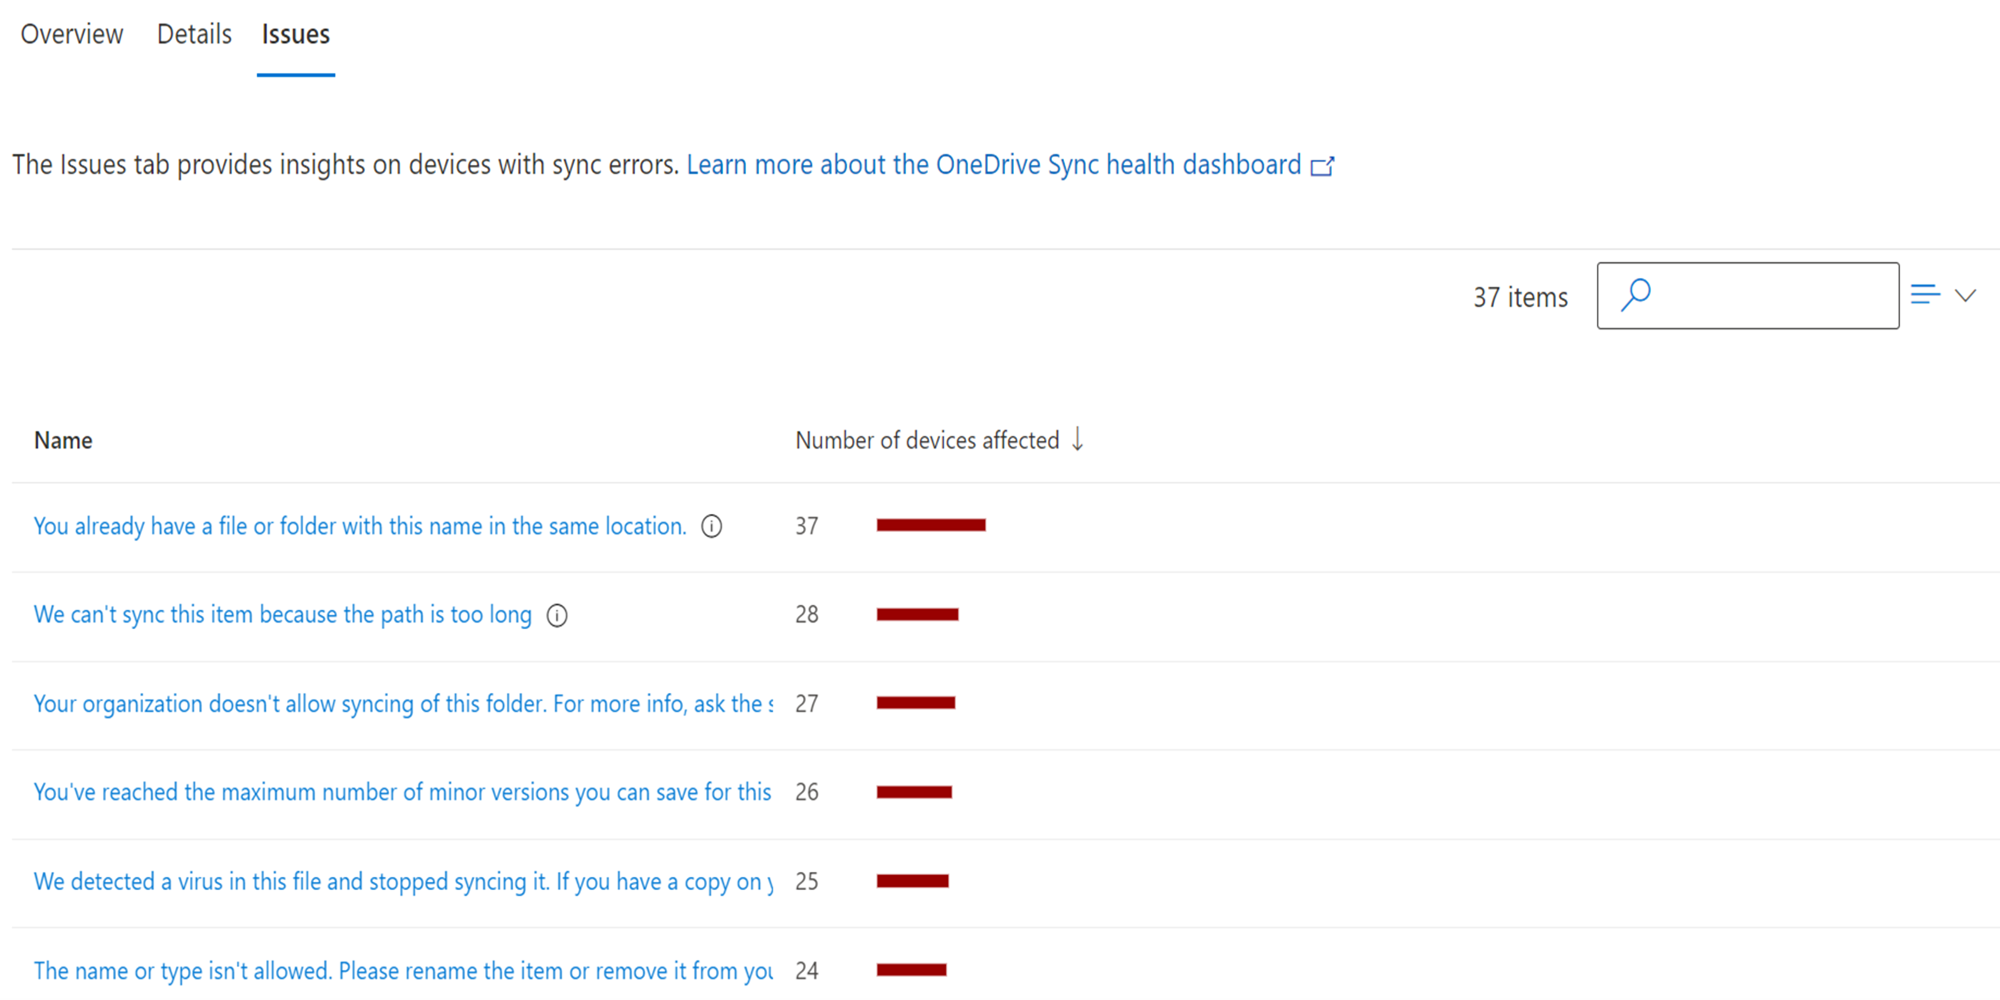 Overview Details Issues
The Issues tab provides insights on devices with sync errors. Learn more about the OneDrive Sync health dashboard
37 items
Name Number of devices affected
You already have a file or folder with this name in the same location. 37
We can't sync this item because the path is too long 28
Your organization doesn't allow syncing of this folder. For more info, ask the 27
You've reached the maximum number of minor versions you can save for this 26
We detected a virus in this file and stopped syncing it. If you have a copy on 25
The name or type isn't allowed. Please rename the item or remove it from 24